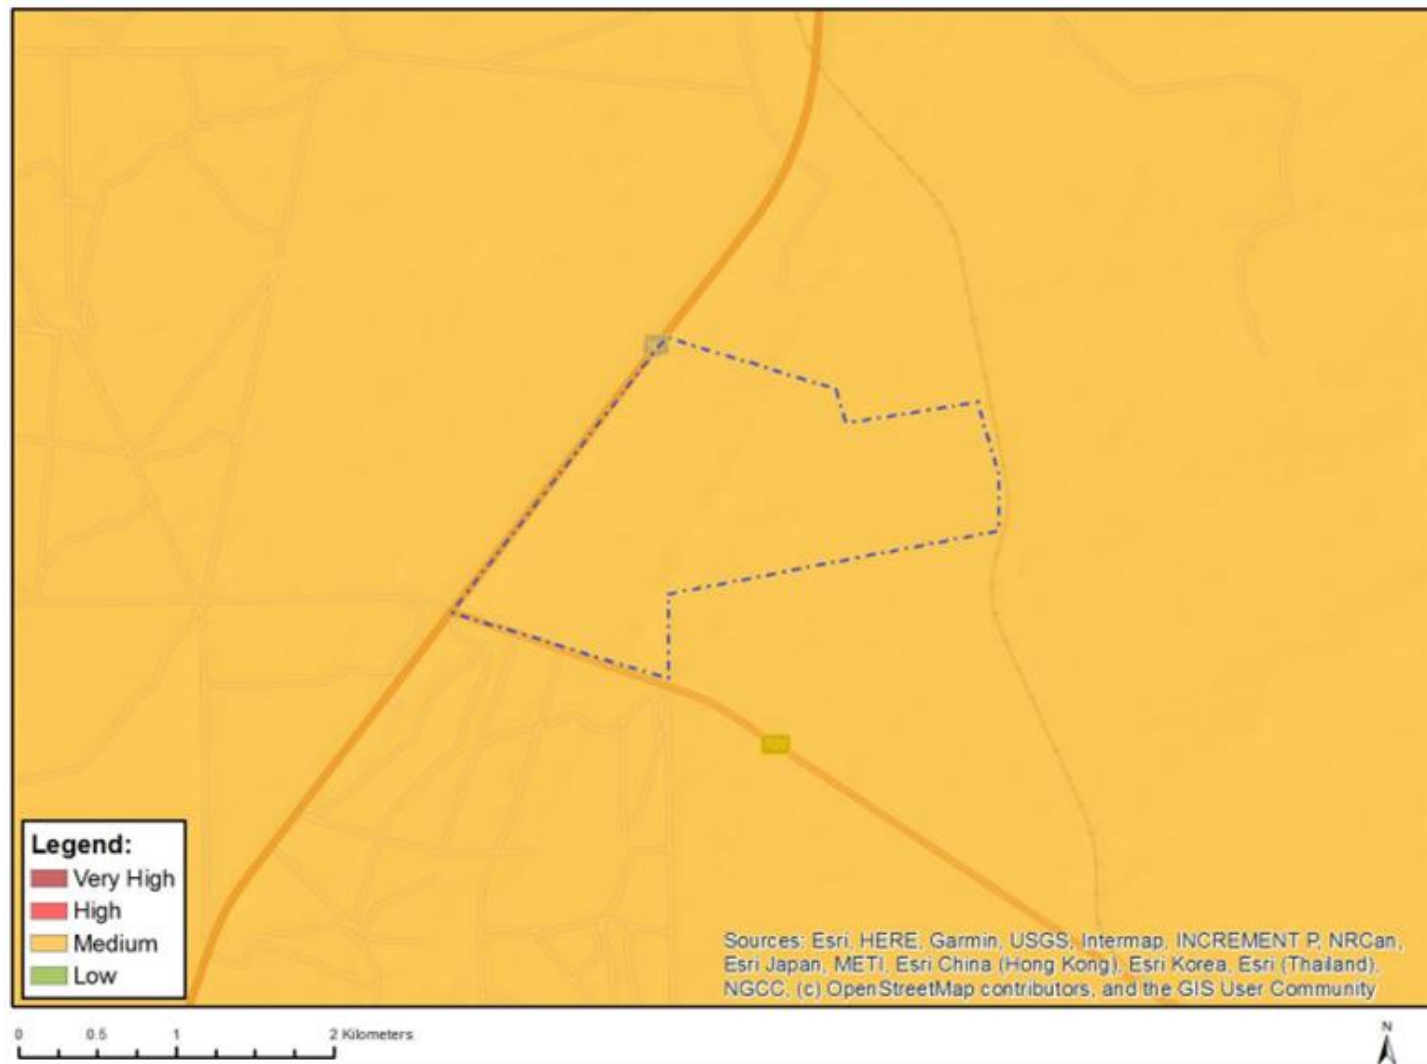 Legend:
Very High
High
Medium
Low
Sources: Esri, HERE, Garmin, USGS, Intermap, INCREMENT P, NRCan,
Esri Japan, METI, Esri China (Hong Kong), Esri Korea, Esri (Thailand),
NGCC, (c) OpenStreetMap contributors, and the GIS User Community
0 0.5 1 2 Kilometers
N